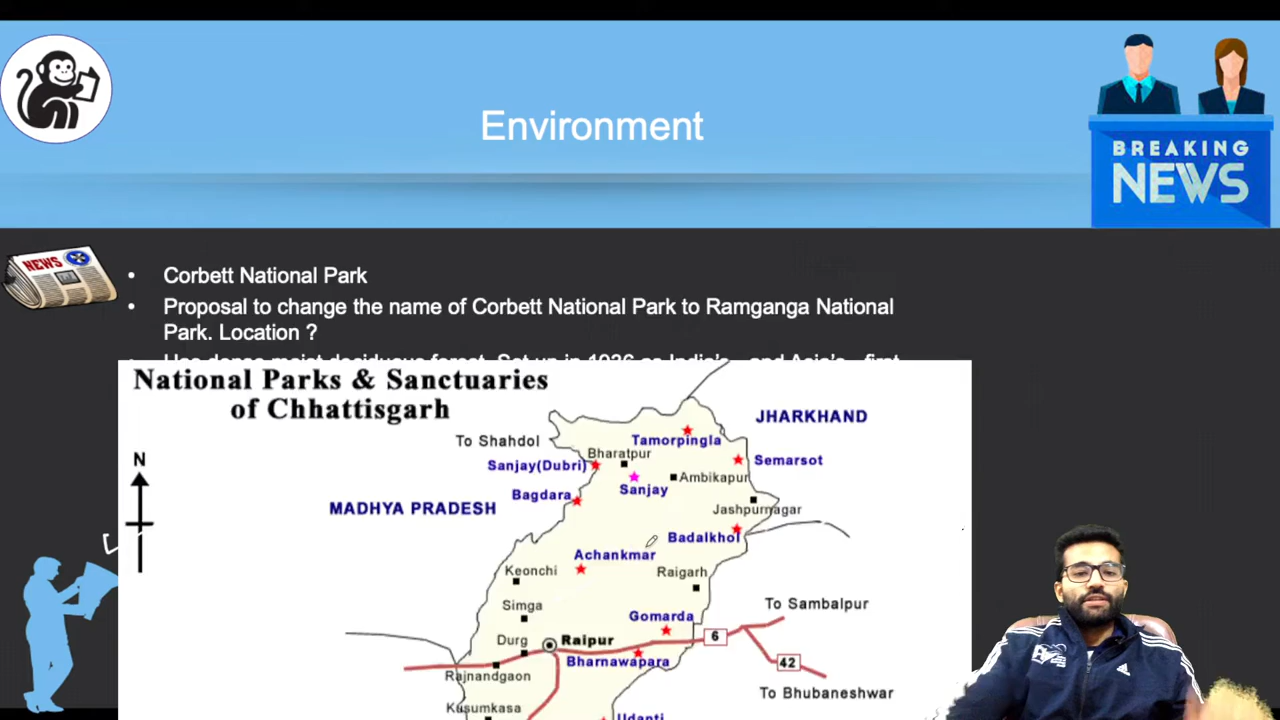 Environment
BREAKING
NEWS
NEWS
• Corbett National Park
• Proposal to change the name of Corbett National Park to Ramganga National
Park. Location ?
National Parks & Sanctuaries
of Chhattisgarh
JHARKHAND
To Shahdol
Tamorpingla
Bharatpur
Sanjay(Dubri)
Semarsot
Ambikapur
Sanjay
Bagdara
MADHYA PRADESH
Jashpurnagar
N
Badalkhol
Achankmar
Keonchi
Raigarh
Simga
To Sambalpur
Gomarda
6
Durg
Raipur
Bharnawapara
42
Rajnandgaon
To Bhubaneshwar
Kusumkasa
Udanti